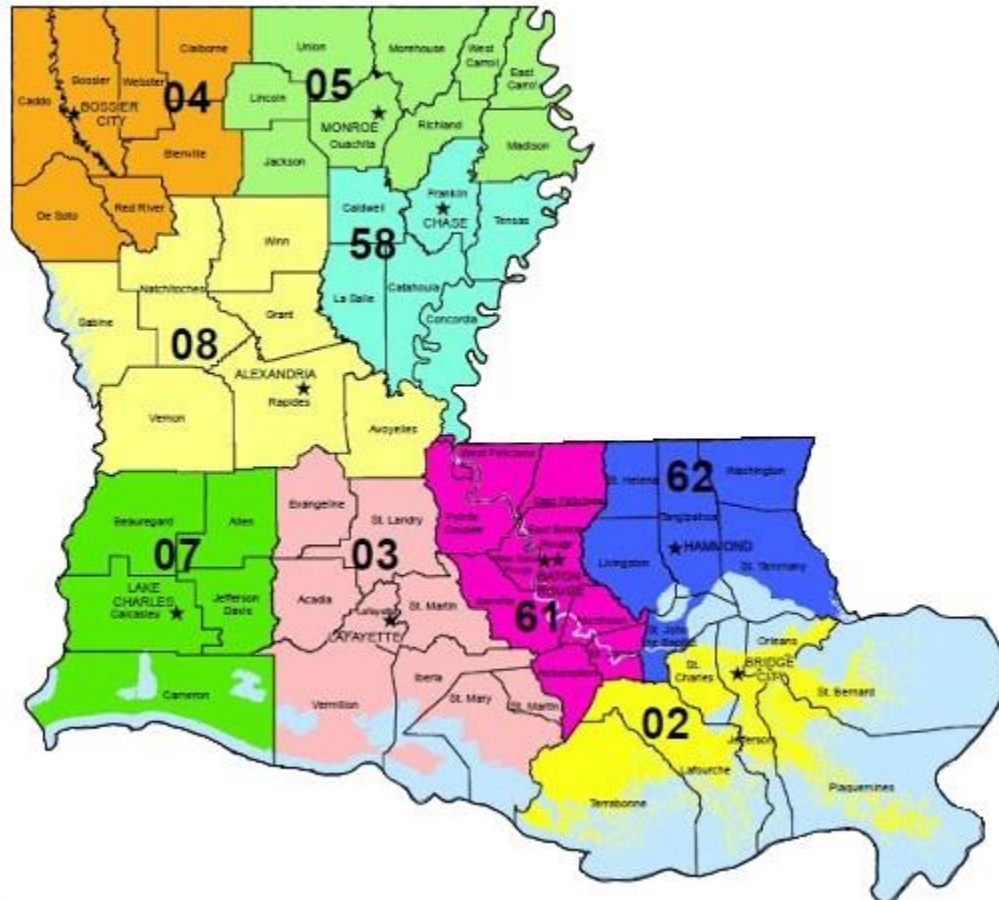 Claiborne
Union
Morehouse
West
Carrol
East
Carrol
Bossier
Webster
04
05
Caddo
Lincoln
BOSSIER
CITY
MONROE
Ouachita
Richland
Madison
Bienville
Jackson
De Soto
Red River
Caldwell
Franklin
CHASE
Tensas
58
Winn
Natchitoches
La Salle
Catahoula
Concordia
Sabine
Grant
08
ALEXANDRIA
Rapides
Vernon
Avoyelles
West Feliciana
St. Helena
62
Washington
East Feliciana
Evangeline
St. Landry
Pointe
Coupee
Tangipahoa
Beauregard
Allen
07
03
East Baton
Rouge
HAMMOND
Livingston
St. Tammany
BATON
ROUGE
LAKE
CHARLES
Calcasieu
Jefferson
Davis
Acadia
Lafayette
St. Martin
LAFAYETTE
61
St. John
Orleans
St.
Charles
BRIDGE
CITY
Cameron
Vermilion
Iberia
St. Mary
St. Martin
St. Bernard
02
Jefferson
Lafourche
Terrabonne
Plaquemines